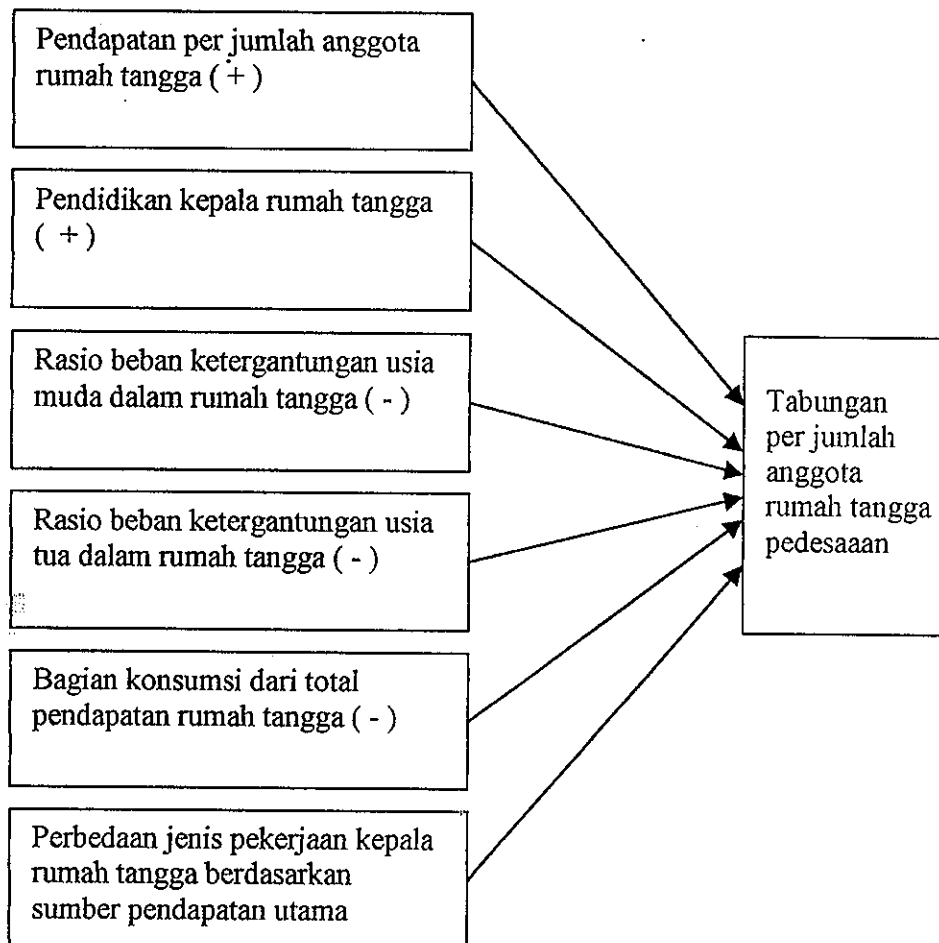 Pendapatan per jumlah anggota
rumah tangga ( + )
Pendidikan kepala rumah tangga
( + )
Rasio beban ketergantungan usia
muda dalam rumah tangga ( - )
Rasio beban ketergantungan usia
tua dalam rumah tangga ( - )
Bagian konsumsi dari total
pendapatan rumah tangga ( - )
Perbedaan jenis pekerjaan kepala
rumah tangga berdasarkan
sumber pendapatan utama
Tabungan
per jumlah
anggota
rumah tangga
pedesaaan